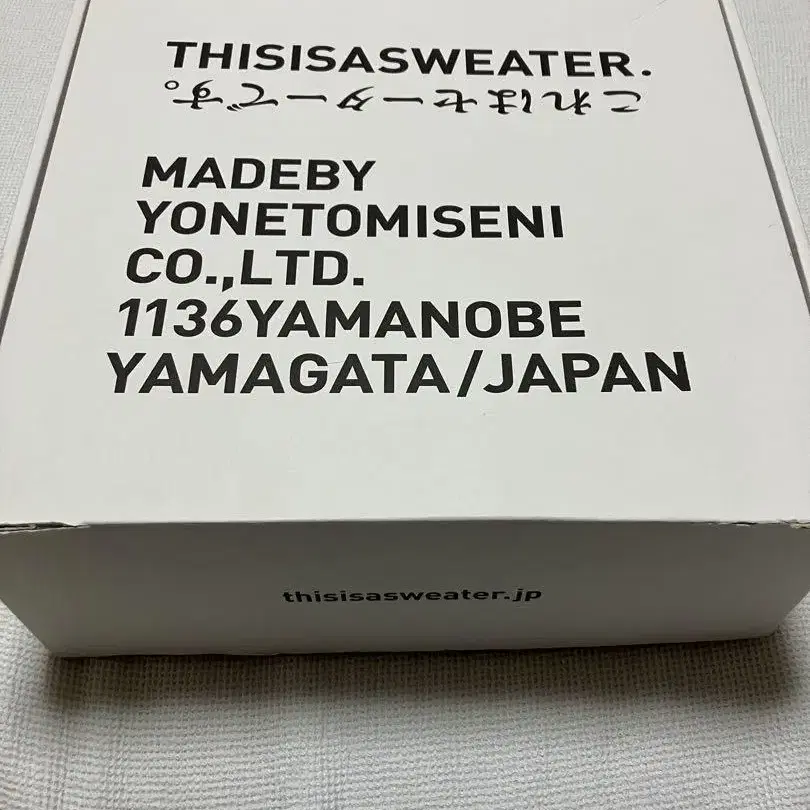 THISISASWEATER.
これはセーターです。
MADEBY
YONETOMISENI
CO.,LTD.
1136YAMANOBE
YAMAGATA/JAPAN
thisisasweater.jp